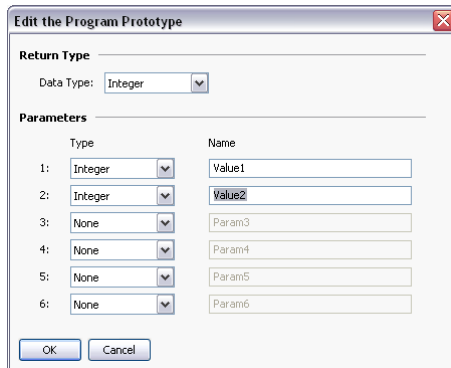 Edit the Program Prototype
Return Type
Data Type: Integer
Parameters
Type Name
1: Integer Value1
2: Integer Value2
3: None Param3
4: None Param4
5: None Param5
6: None Param6
OK Cancel